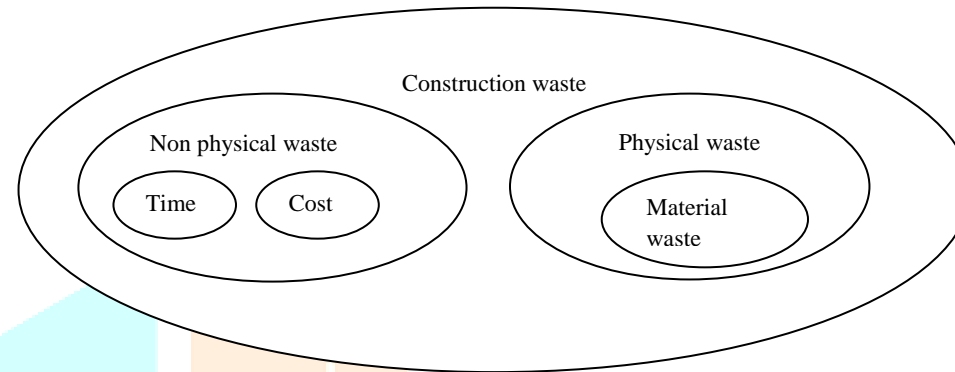 Construction waste
Non physical waste
Physical waste
Time
Cost
Material
waste